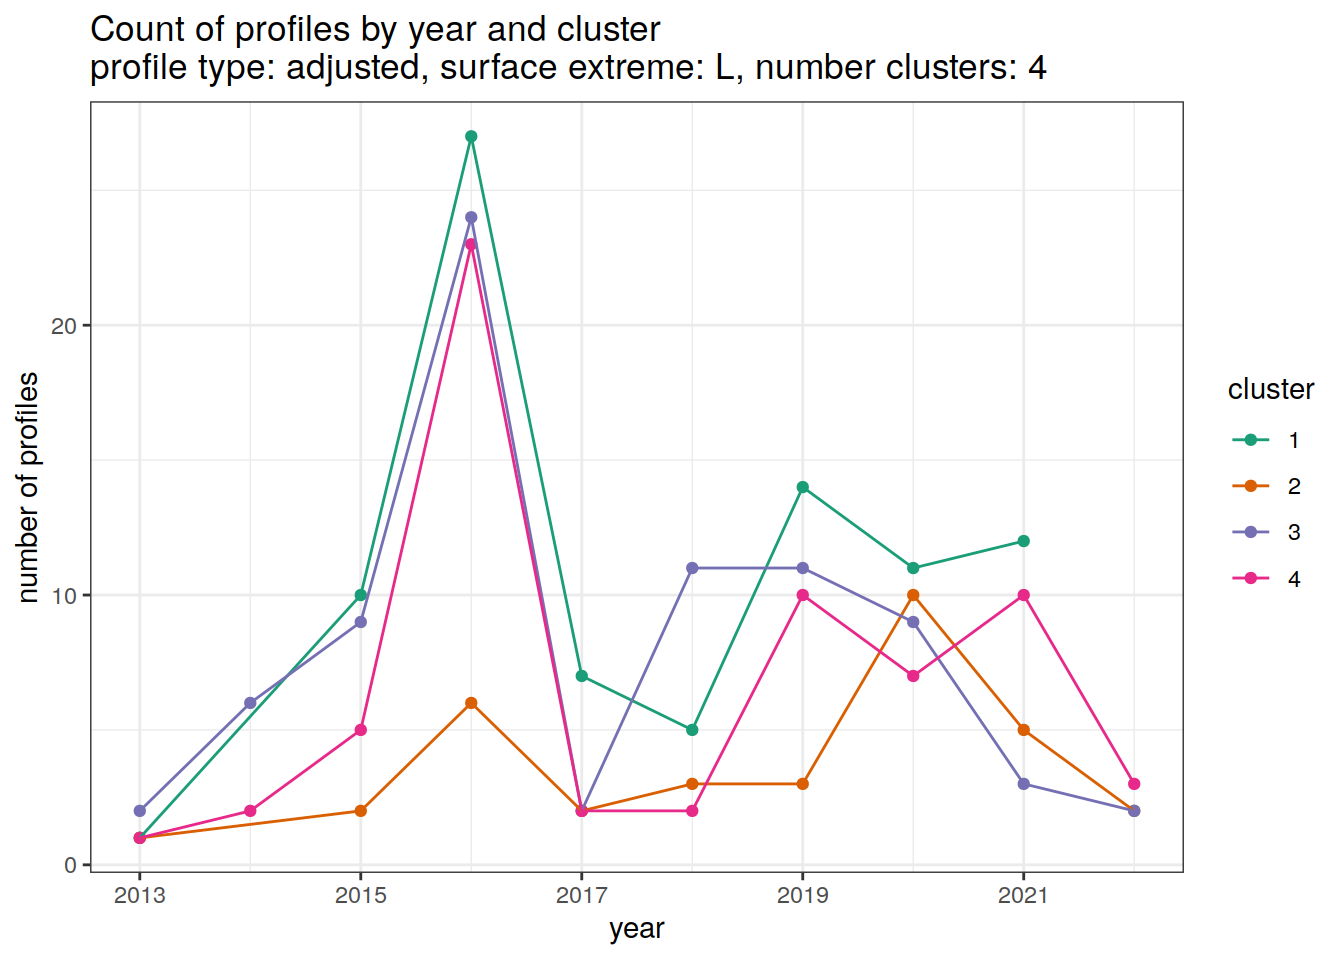 Count of profiles by year and cluster
profile type: adjusted, surface extreme: L, number clusters: 4
number of profiles
20
10
0
2013
2015
2017
2019
2021
year
cluster
1
2
3
4